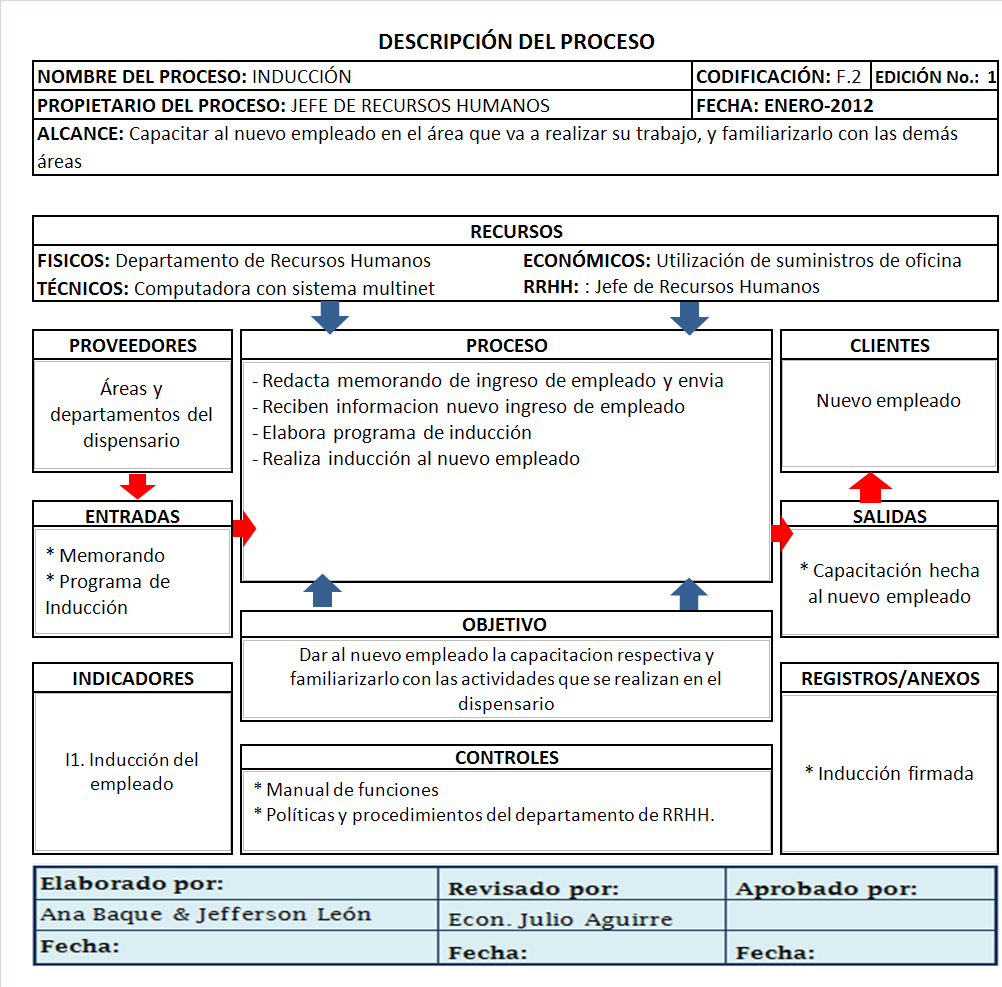 DESCRIPCIÓN DEL PROCESO
NOMBRE DEL PROCESO: INDUCCIÓN
CODIFICACIÓN: F.2
EDICIÓN No.: 1
PROPIETARIO DEL PROCESO: JEFE DE RECURSOS HUMANOS
FECHA: ENERO-2012
ALCANCE: Capacitar al nuevo empleado en el área que va a realizar su trabajo, y familiarizarlo con las demás
áreas
RECURSOS
FISICOS: Departamento de Recursos Humanos
ECONÓMICOS: Utilización de suministros de oficina
TÉCNICOS: Computadora con sistema multinet
RRHH: : Jefe de Recursos Humanos
PROVEEDORES
Áreas y
departamentos del
dispensario
PROCESO
- Redacta memorando de ingreso de empleado y envia
- Reciben informacion nuevo ingreso de empleado
- Elabora programa de inducción
- Realiza inducción al nuevo empleado
CLIENTES
Nuevo empleado
ENTRADAS
* Memorando
* Programa de
Inducción
SALIDAS
* Capacitación hecha
al nuevo empleado
OBJETIVO
Dar al nuevo empleado la capacitacion respectiva y
familiarizarlo con las actividades que se realizan en el
dispensario
INDICADORES
I1. Inducción del
empleado
CONTROLES
* Manual de funciones
* Políticas y procedimientos del departamento de RRHH.
REGISTROS/ANEXOS
* Inducción firmada
Elaborado por:
Revisado por:
Aprobado por:
Ana Baque & Jefferson León
Econ. Julio Aguirre
Fecha:
Fecha:
Fecha: